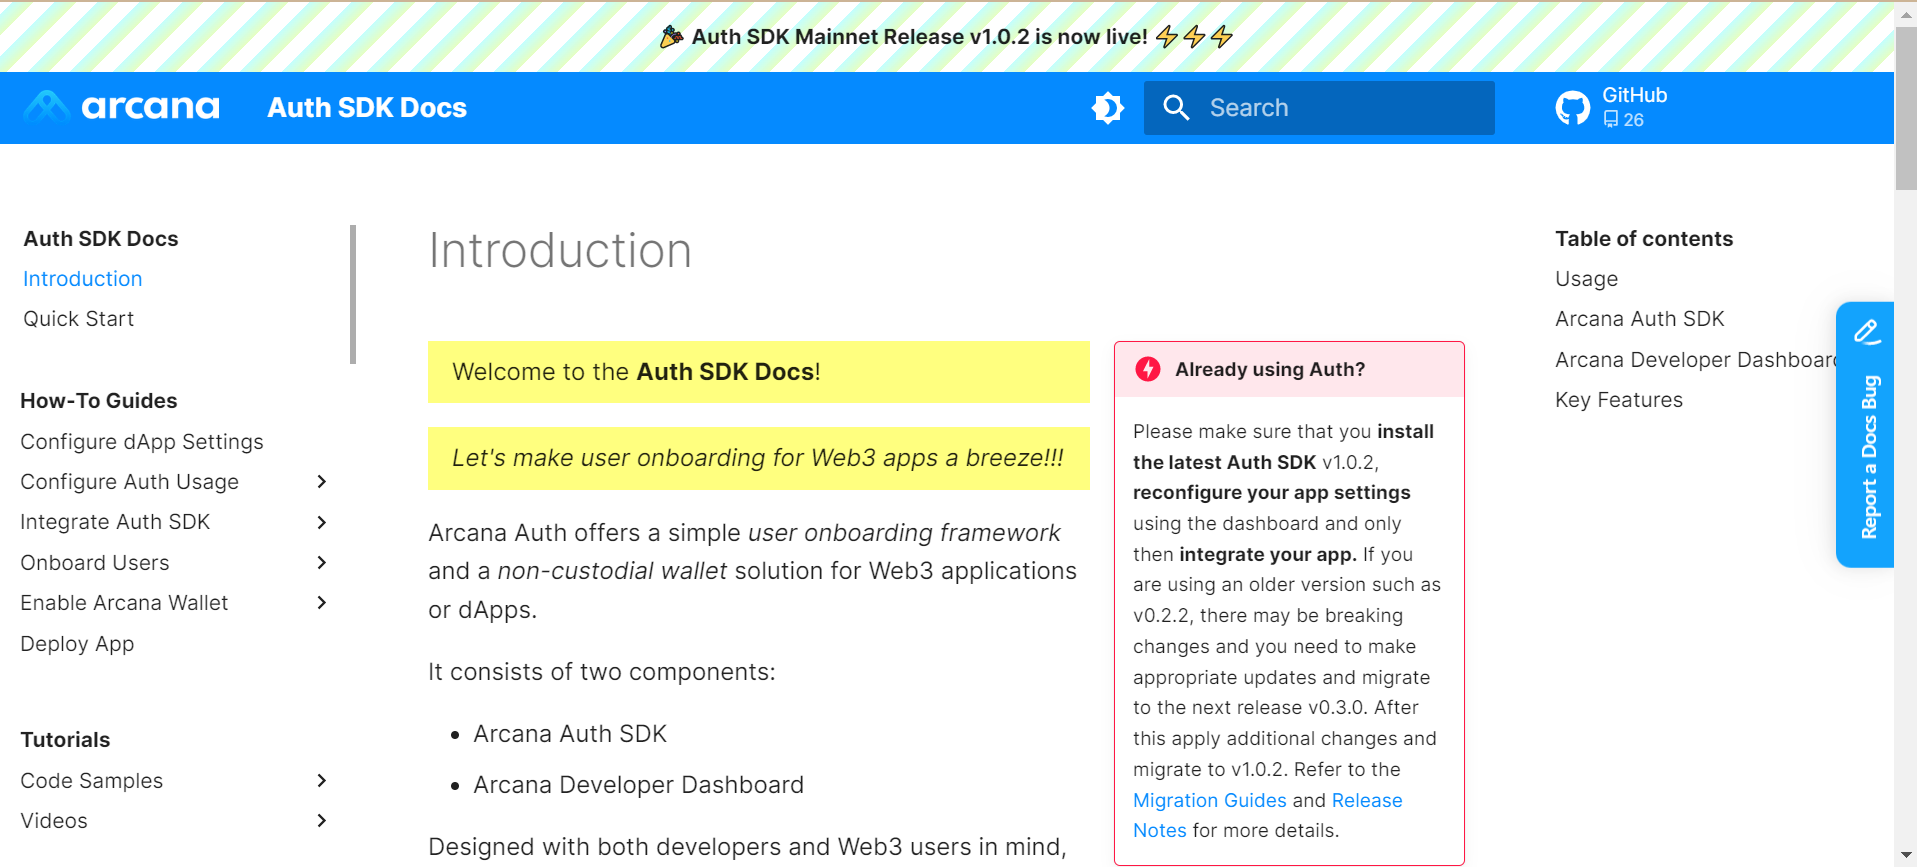 Auth SDK Mainnet Release v1.0.2 is now live!
arcana
Auth SDK Docs
Search
GitHub
26
Auth SDK Docs
Introduction
Quick Start
How-To Guides
Configure dApp Settings
Configure Auth Usage
Integrate Auth SDK
Onboard Users
Enable Arcana Wallet
Deploy App
Tutorials
Code Samples
Videos
Introduction
Welcome to the Auth SDK Docs!
Let's make user onboarding for Web3 apps a breeze!!!
Arcana Auth offers a simple user onboarding framework
and a non-custodial wallet solution for Web3 applications
or dApps.
It consists of two components:
• Arcana Auth SDK
• Arcana Developer Dashboard
Designed with both developers and Web3 users in mind,
Already using Auth?
Please make sure that you install
the latest Auth SDK v1.0.2,
reconfigure your app settings
using the dashboard and only
then integrate your app. If you
are using an older version such as
v0.2.2, there may be breaking
changes and you need to make
appropriate updates and migrate
to the next release v0.3.0. After
this apply additional changes and
migrate to v1.0.2. Refer to the
Migration Guides and Release
Notes for more details.
Table of contents
Usage
Arcana Auth SDK
Arcana Developer Dashboard
Key Features
Report a Docs Bug